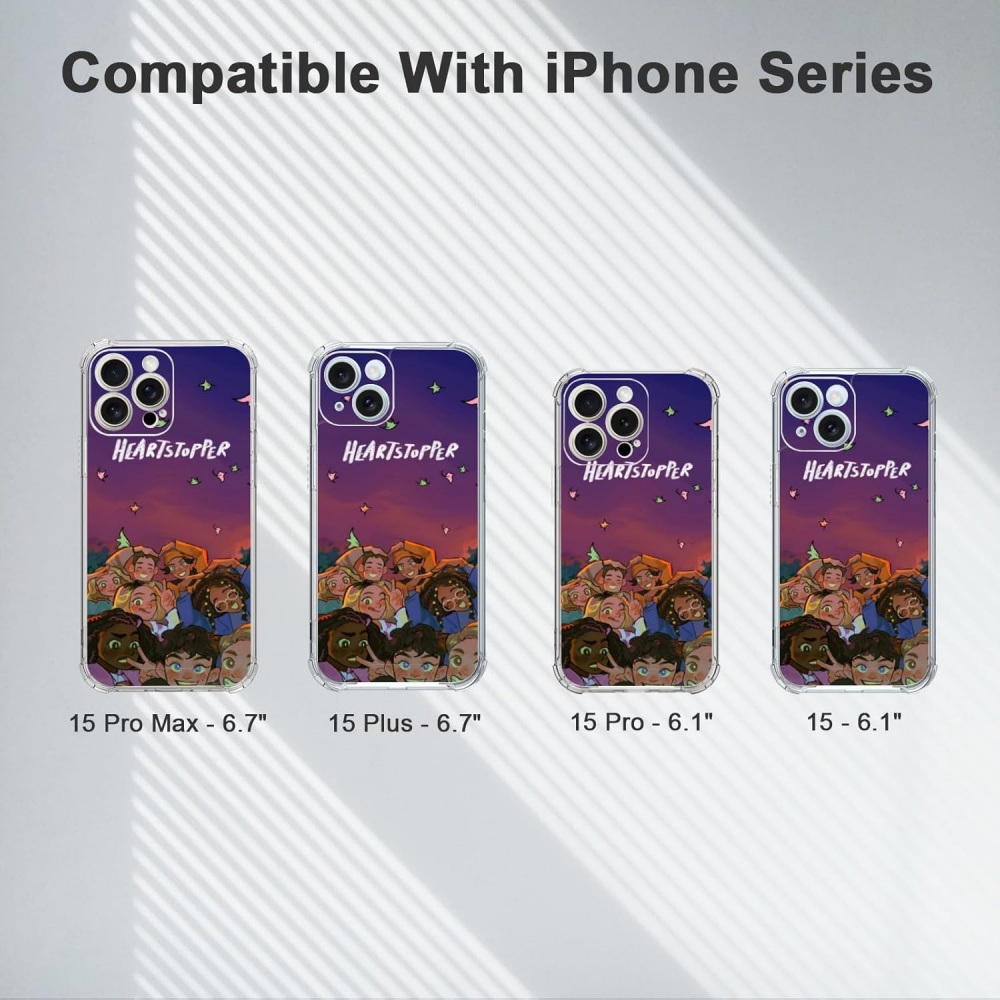 Compatible With iPhone Series
HEARTSTOPPER
HEARTSTOPPER
HEARTSTOPPER
HEARTSTOPPER
15 Pro Max - 6.7"
15 Plus - 6.7"
15 Pro - 6.1"
15 - 6.1"